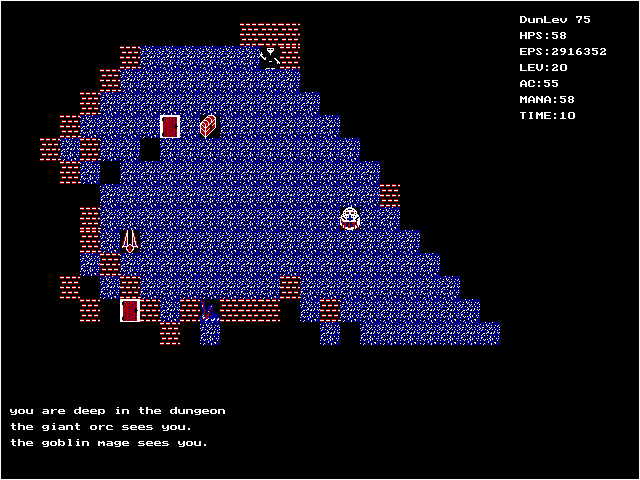 DunLev 75
HPS:58
EPS:2916352
LEV:20
AC:55
MANA:58
TIME:10
you are deep in the dungeon
the giant orc sees you.
the goblin mage sees you.